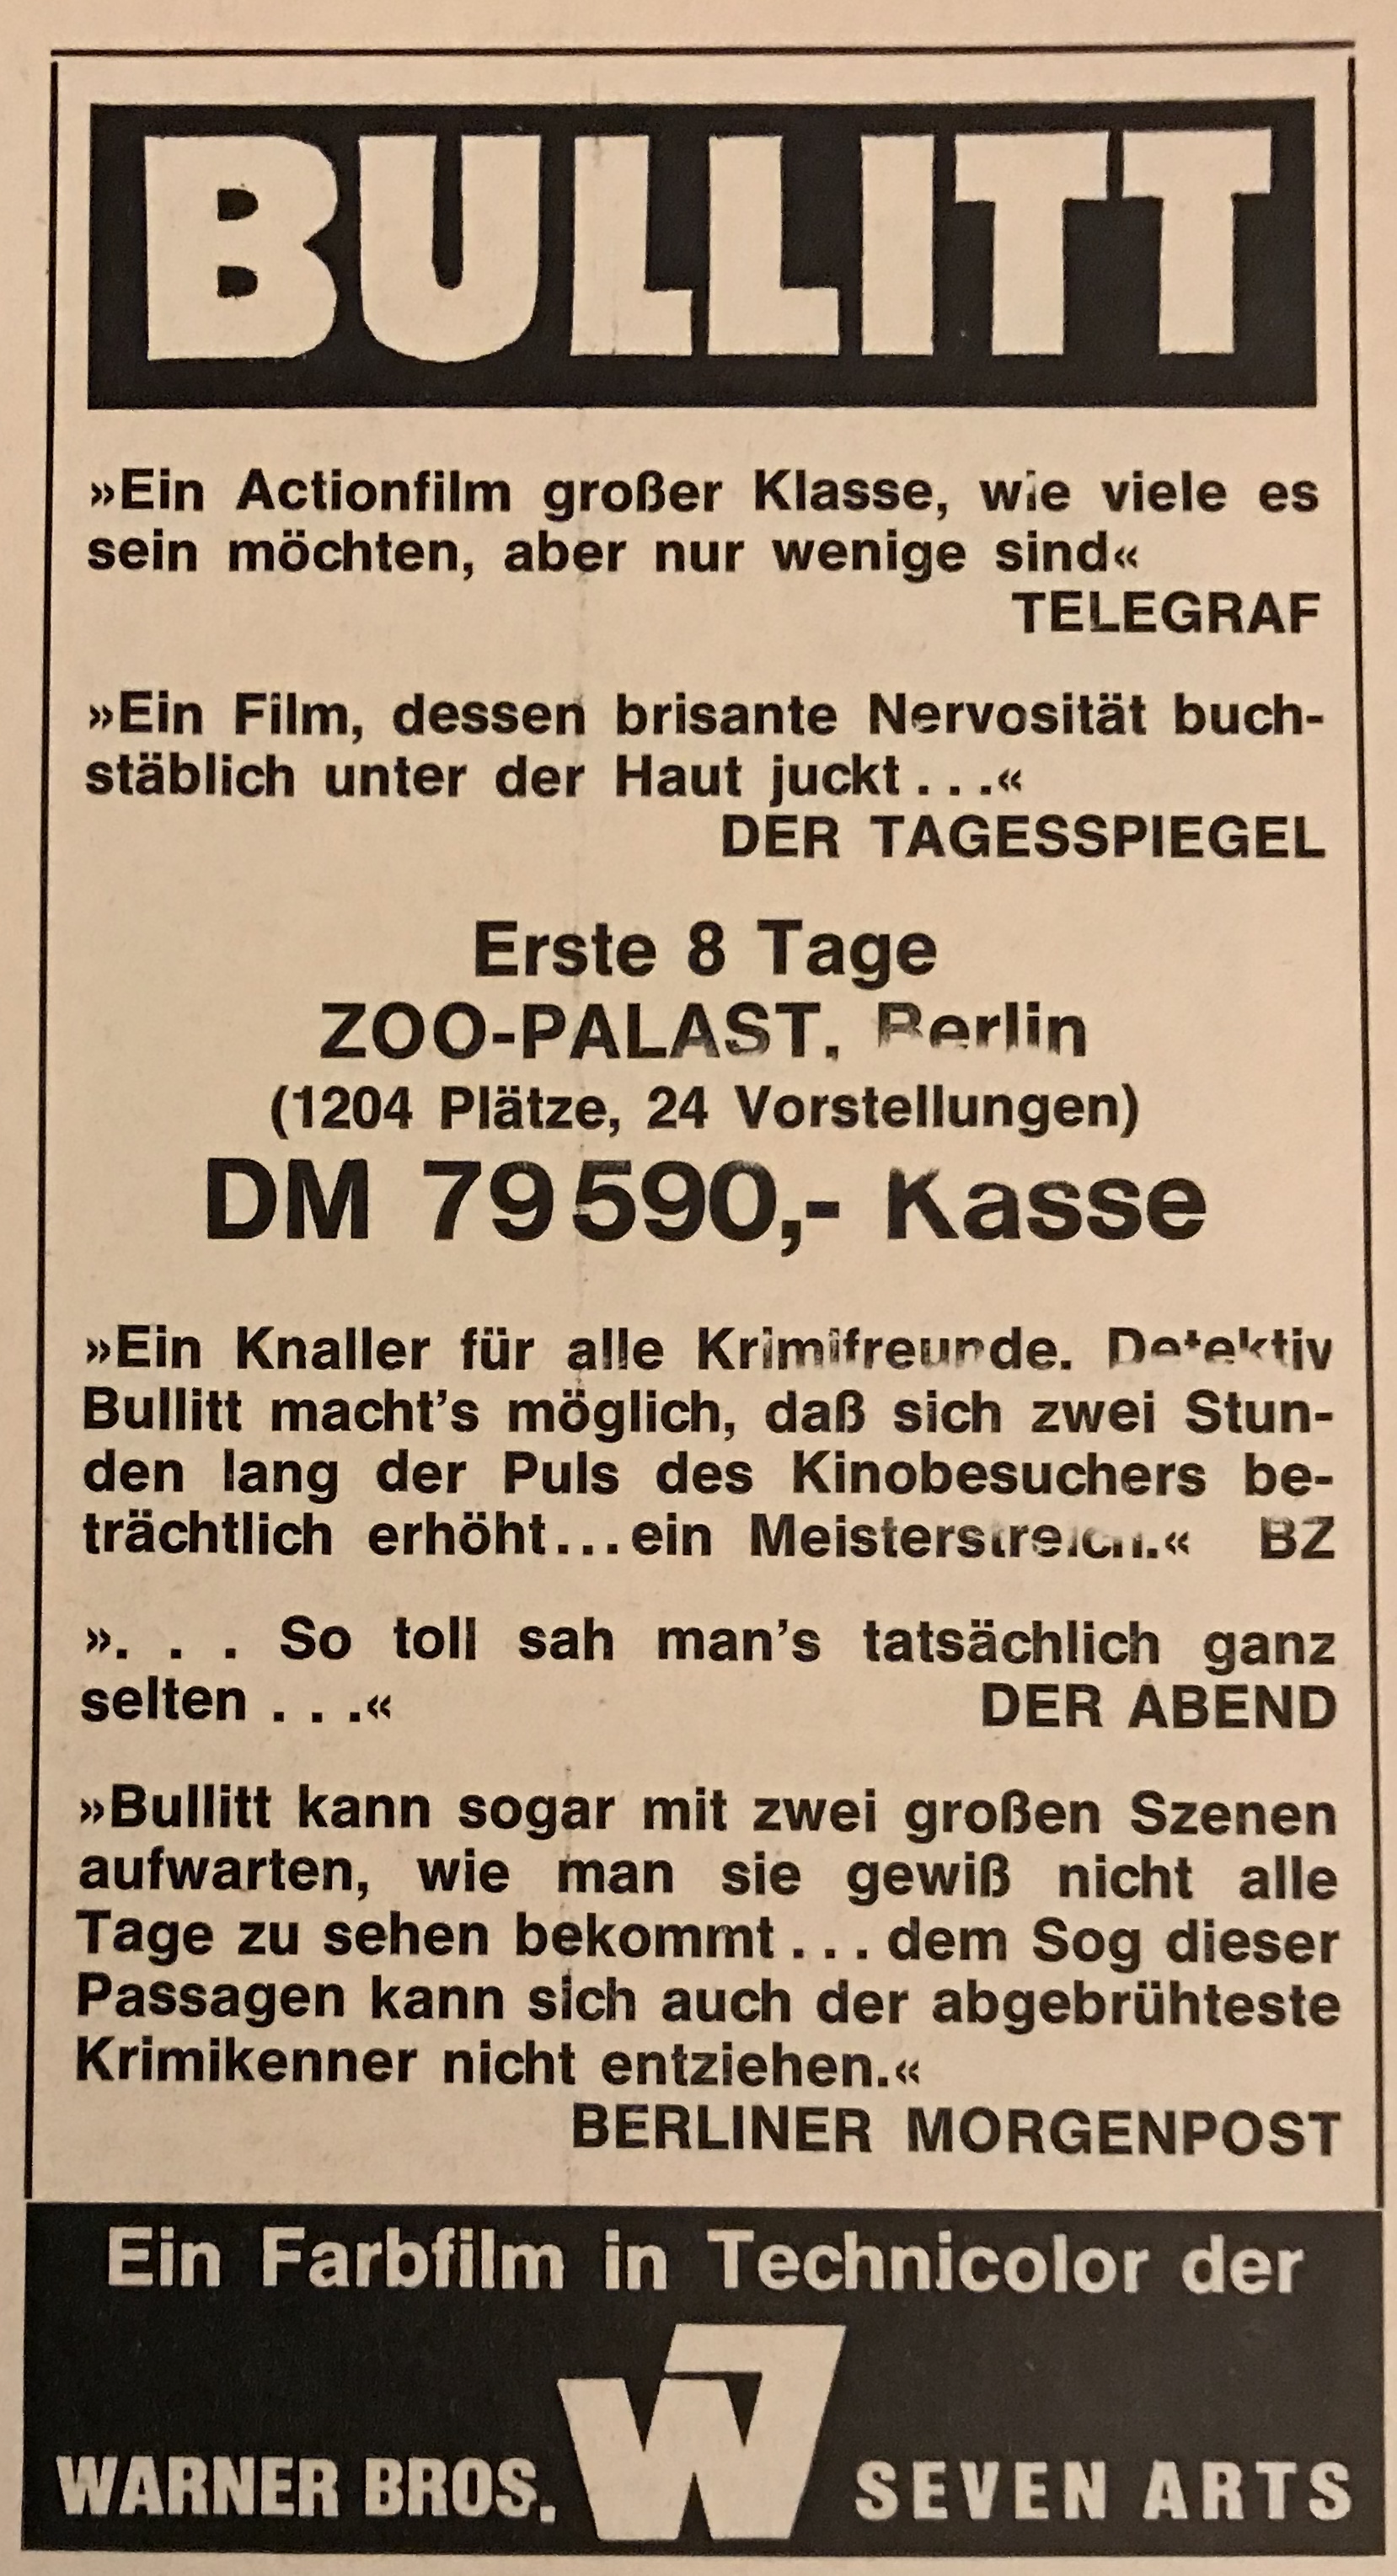 BULLITT
»Ein Actionfilm großer Klasse, wie viele es
sein möchten, aber nur wenige sind«
TELEGRAF
»Ein Film, dessen brisante Nervosität buch-
stäblich unter der Haut juckt...«
DER TAGESSPIEGEL
Erste 8 Tage
ZOO-PALAST, Berlin
(1204 Plätze, 24 Vorstellungen)
DM 79590,- Kasse
»Ein Knaller für alle Krimifreunde. Detektiv
Bullitt macht's möglich, daß sich zwei Stun-
den lang der Puls des Kinobesuchers be-
trächtlich erhöht...ein Meisterstreich.« BZ
». . . So toll sah man's tatsächlich ganz
selten . . .« DER ABEND
»Bullitt kann sogar mit zwei großen Szenen
aufwarten, wie man sie gewiß nicht alle
Tage zu sehen bekommt... dem Sog dieser
Passagen kann sich auch der abgebrühteste
Krimikenner nicht entziehen.«
BERLINER MORGENPOST
Ein Farbfilm in Technicolor der
WARNER BROS. W7 SEVEN ARTS